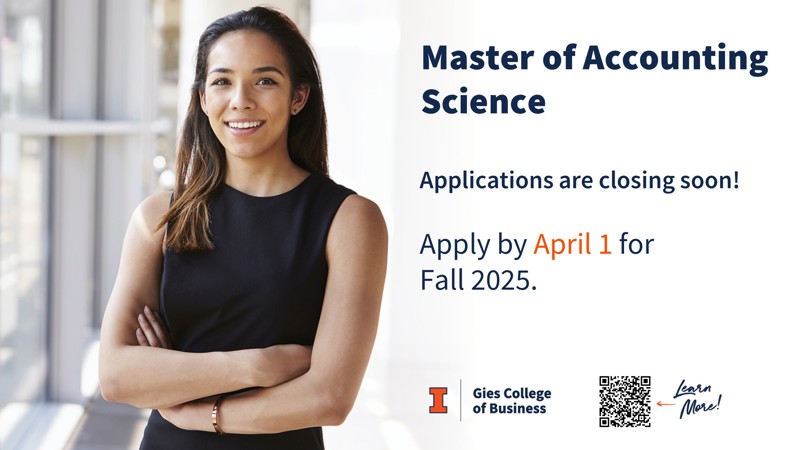 Master of Accounting
Science
Applications are closing soon!
Apply by April 1 for
Fall 2025.
I
Gies College
of Business
Learn
More!